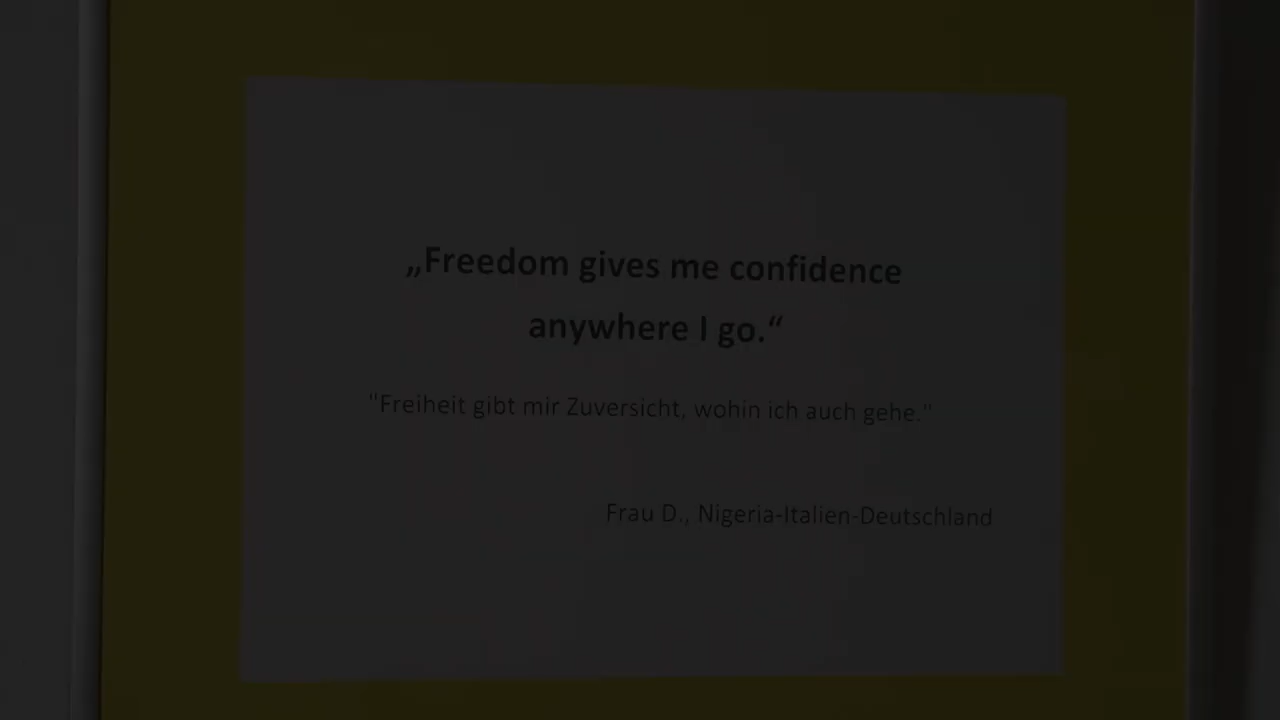 „Freedom gives me confidence
anywhere I go.“
"Freiheit gibt mir Zuversicht, wohin ich auch gehe."
Frau D., Nigeria-Italien-Deutschland